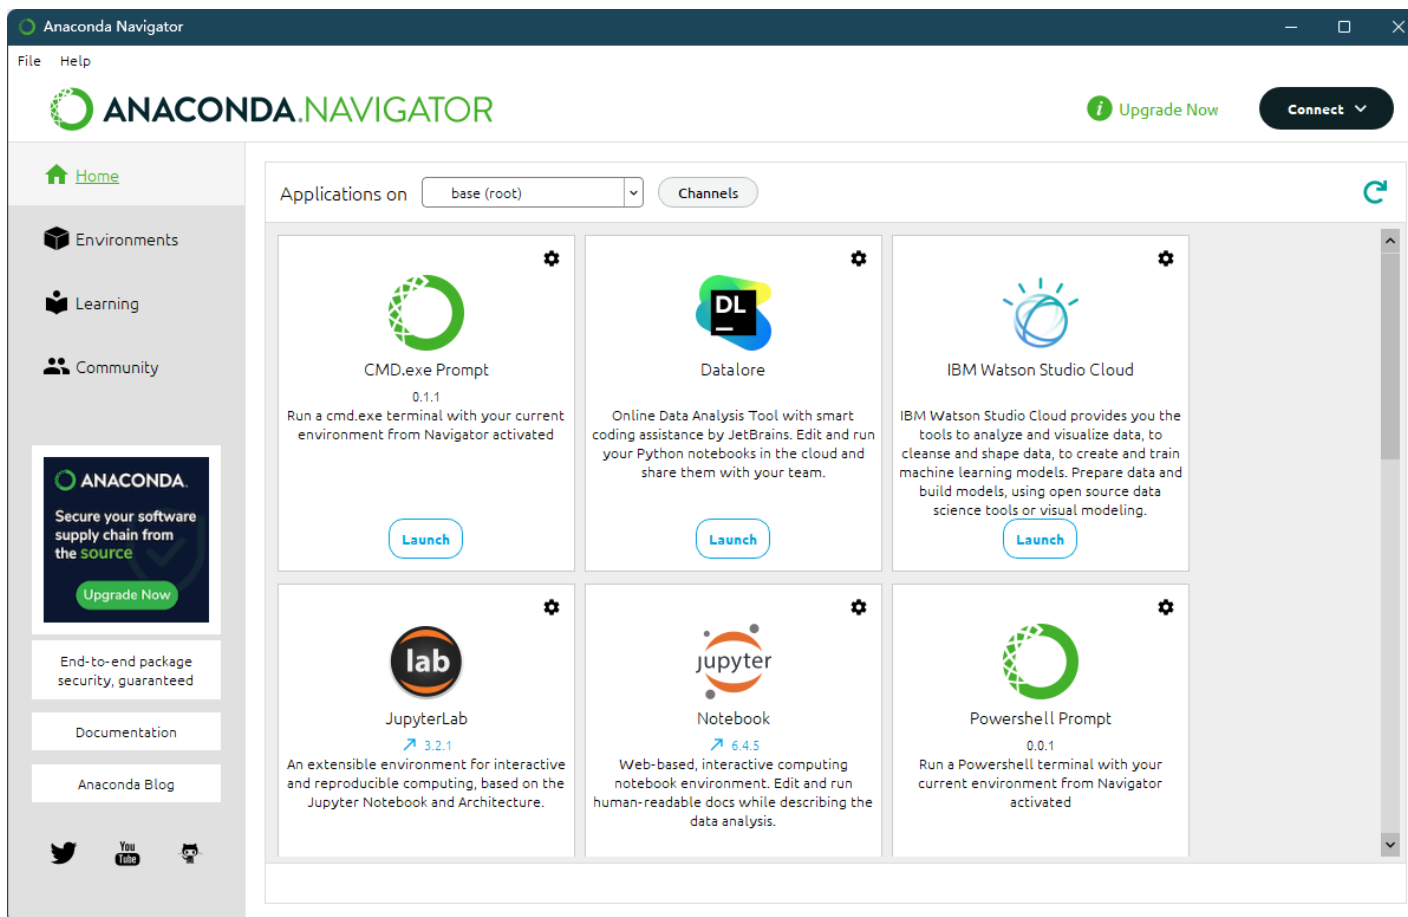 Anaconda Navigator
File Help
ANACONDA.NAVIGATOR
i Upgrade Now
Connect
Home
Environments
Learning
Community
ANACONDA.
Secure your software
supply chain from
the source
Upgrade Now
End-to-end package
security, guaranteed
Documentation
Anaconda Blog
You
Tube
Applications on base (root) Channels
CMD.exe Prompt
0.1.1
Run a cmd.exe terminal with your current
environment from Navigator activated
Launch
DL
Datalore
Online Data Analysis Tool with smart
coding assistance by JetBrains. Edit and run
your Python notebooks in the cloud and
share them with your team.
Launch
IBM Watson Studio Cloud
IBM Watson Studio Cloud provides you the
tools to analyze and visualize data, to
cleanse and shape data, to create and train
machine learning models. Prepare data and
build models, using open source data
science tools or visual modeling.
Launch
lab
JupyterLab
3.2.1
An extensible environment for interactive
and reproducible computing, based on the
Jupyter Notebook and Architecture.
jupyter
Notebook
6.4.5
Web-based, interactive computing
notebook environment. Edit and run
human-readable docs while describing the
data analysis.
Powershell Prompt
0.0.1
Run a Powershell terminal with your
current environment from Navigator
activated